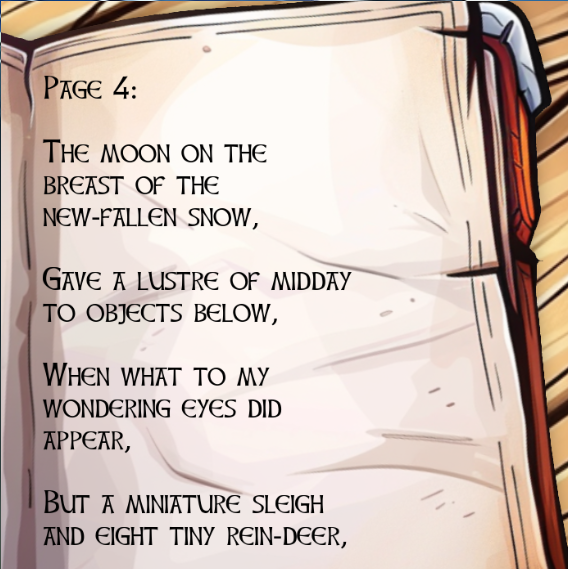 Page 4:
The moon on the
breast of the
new-fallen snow,
Gave a lustre of midday
to objects below,
When what to my
wondering eyes did
appear,
But a miniature sleigh
and eight tiny rein-deer,